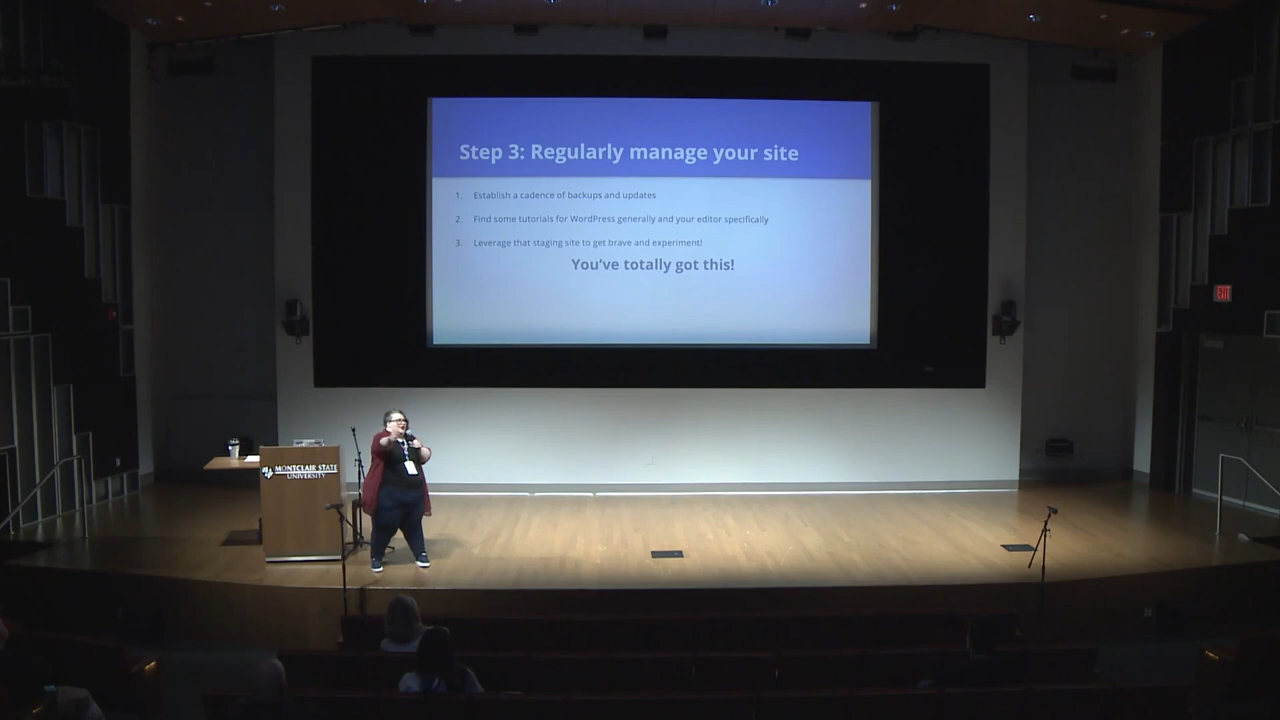 Step 3: Regularly manage your site
1. Establish a cadence of backups and updates
2. Find some tutorials for WordPress generally and your editor specifically
3. Leverage that staging site to get brave and experiment!
You've totally got this!
EXIT
MONTCLAIR STATE
UNIVERSITY